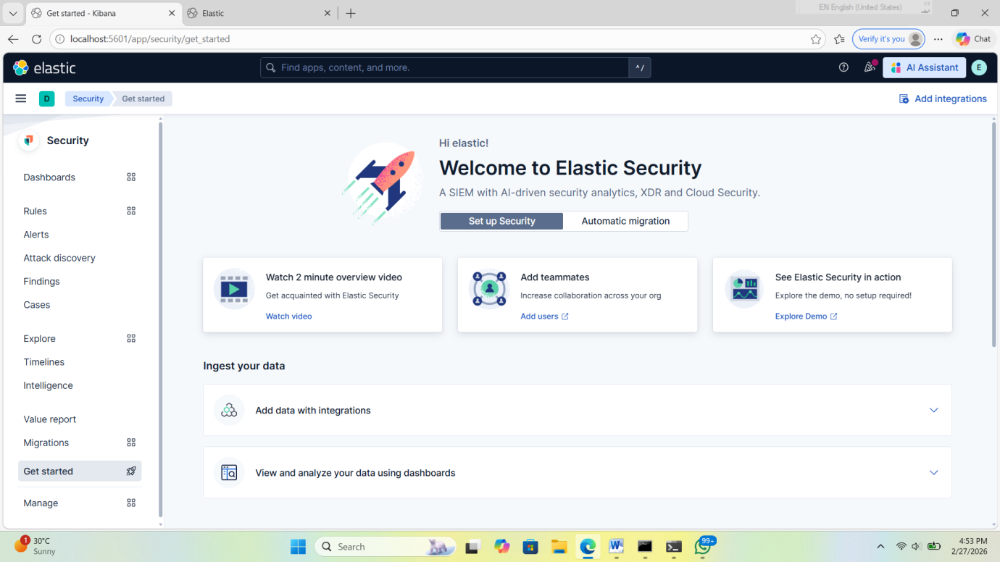 Get started - Kibana
Elastic
EN English (United States)
localhost:5601/app/security/get_started
Verify it's you
Chat
elastic
Find apps, content, and more.
^ /
AI Assistant
E
D
Security
Get started
Add integrations
Security
Dashboards
Rules
Alerts
Attack discovery
Findings
Cases
Explore
Timelines
Intelligence
Value report
Migrations
Get started
Manage
Hi elastic!
Welcome to Elastic Security
A SIEM with AI-driven security analytics, XDR and Cloud Security.
Set up Security
Automatic migration
Watch 2 minute overview video
Get acquainted with Elastic Security
Watch video
Add teammates
Increase collaboration across your org
Add users
See Elastic Security in action
Explore the demo, no setup required!
Explore Demo
Ingest your data
Add data with integrations
View and analyze your data using dashboards
1
30°C
Sunny
Search
99+
4:53 PM
2/27/2026